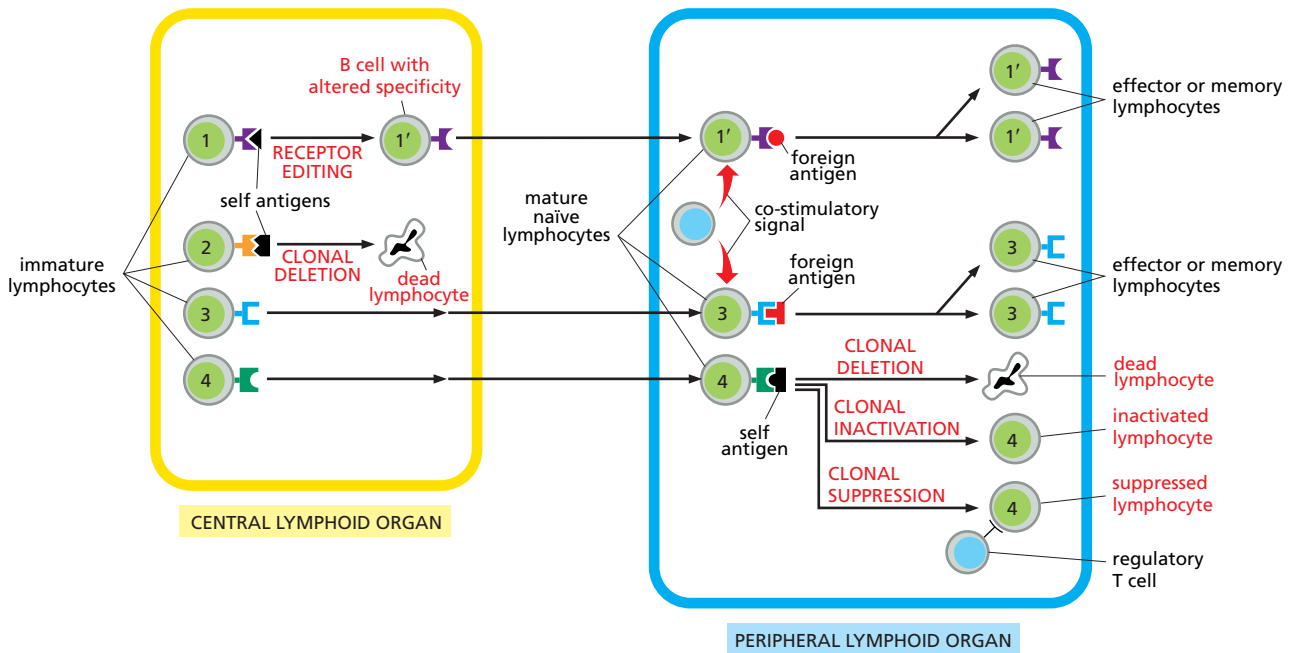 B cell with
altered specificity
1
1′
RECEPTOR
EDITING
self antigens
2
CLONAL
DELETION
dead
lymphocyte
immature
lymphocytes
3
4
CENTRAL LYMPHOID ORGAN
mature
naïve
lymphocytes
1′
foreign
antigen
co-stimulatory
signal
foreign
antigen
3
4
self
antigen
1′
1′
effector or memory
lymphocytes
3
3
effector or memory
lymphocytes
CLONAL
DELETION
dead
lymphocyte
CLONAL
INACTIVATION
4
inactivated
lymphocyte
CLONAL
SUPPRESSION
4
suppressed
lymphocyte
regulatory
T cell
PERIPHERAL LYMPHOID ORGAN